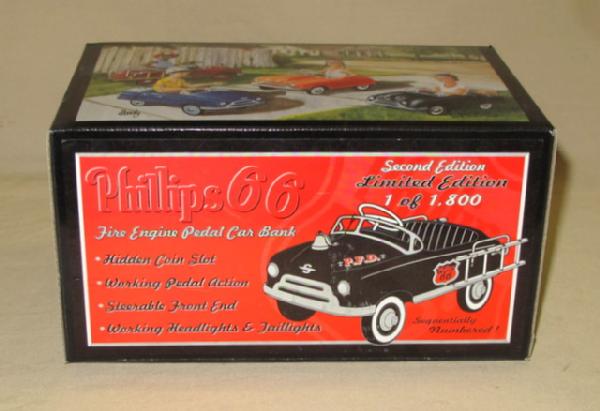 Phillips 66
Fire Engine Pedal Car Bank
• Hidden Coin Slot
• Working Pedal Action
• Steerable Front End
• Working Headlights & Taillights
Second Edition
Limited Edition
1 of 1,800
P.F.D.
66
Sequentially
Numbered!